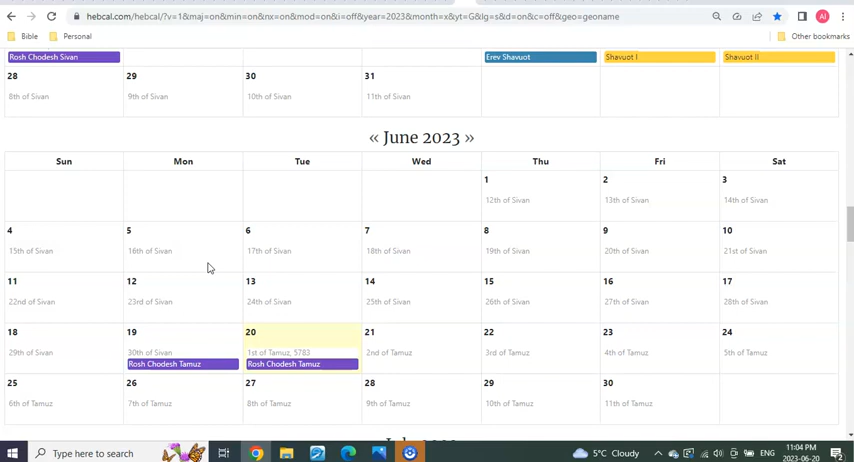 hebcal.com/hebcal/?v=1&maj=on&min=on&nx=on&mod=on&i=off&year=2023&month=x&yt=G&lg=s&d=on&c=off&geo=geoname
AI
Bible Personal Other bookmarks
Rosh Chodesh Sivan Erev Shavuot Shavuot I Shavuot II
28 29 30 31
8th of Sivan 9th of Sivan 10th of Sivan 11th of Sivan
« June 2023 »
Sun Mon Tue Wed Thu Fri Sat
1 2 3
12th of Sivan 13th of Sivan 14th of Sivan
4 5 6 7 8 9 10
15th of Sivan 16th of Sivan 17th of Sivan 18th of Sivan 19th of Sivan 20th of Sivan 21st of Sivan
11 12 13 14 15 16 17
22nd of Sivan 23rd of Sivan 24th of Sivan 25th of Sivan 26th of Sivan 27th of Sivan 28th of Sivan
18 19 20 21 22 23 24
29th of Sivan 30th of Sivan 1st of Tamuz, 5783 2nd of Tamuz 3rd of Tamuz 4th of Tamuz 5th of Tamuz
Rosh Chodesh Tamuz Rosh Chodesh Tamuz
25 26 27 28 29 30
6th of Tamuz 7th of Tamuz 8th of Tamuz 9th of Tamuz 10th of Tamuz 11th of Tamuz
Type here to search 5°C Cloudy ENG 11:04 PM
2023-06-20
2